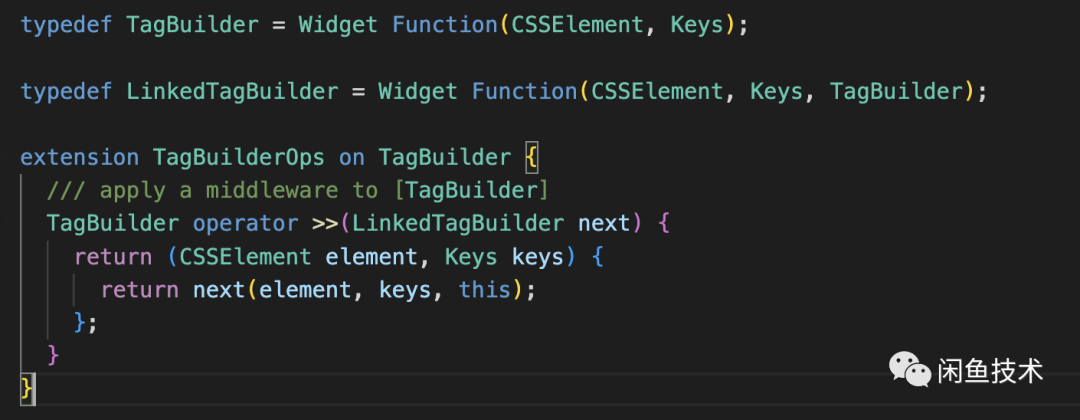 typedef TagBuilder = Widget Function(CSSElement, Keys);
typedef LinkedTagBuilder = Widget Function(CSSElement, Keys, TagBuilder);
extension TagBuilderOps on TagBuilder {
/// apply a middleware to [TagBuilder]
TagBuilder operator >>(LinkedTagBuilder next) {
return (CSSElement element, Keys keys) {
return next(element, keys, this);
};
}
}
闲鱼技术